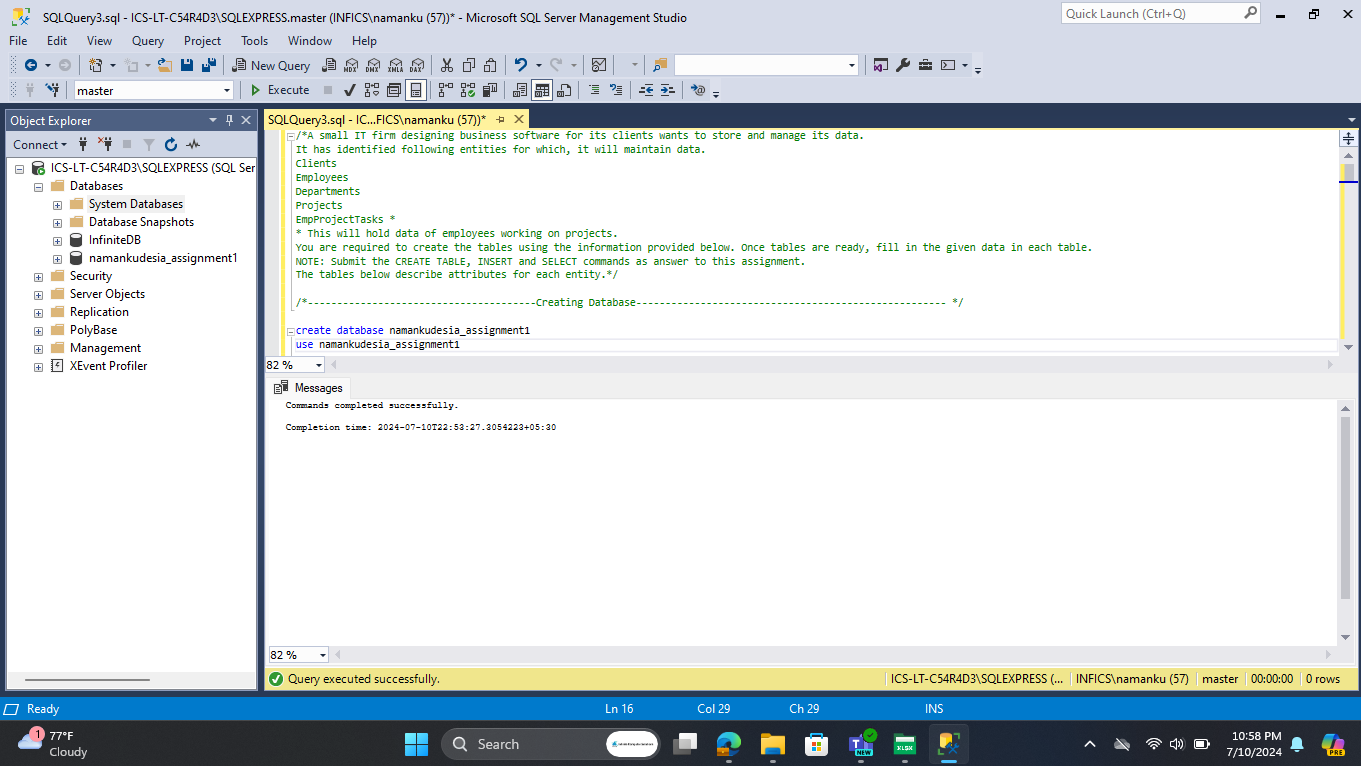 SQLQuery3.sql - ICS-LT-C54R4D3\SQLEXPRESS.master (INFICS\namanku (57))* - Microsoft SQL Server Management Studio
Quick Launch (Ctrl+Q)
File Edit View Query Project Tools Window Help
New Query MDX DMX XMLA DAX
master Execute
Object Explorer
SQLQuery3.sql - IC...FICS\namanku (57))*
Connect
ICS-LT-C54R4D3\SQLEXPRESS (SQL Ser
Databases
System Databases
Database Snapshots
InfiniteDB
namankudesia_assignment1
Security
Server Objects
Replication
PolyBase
Management
XEvent Profiler
/*A small IT firm designing business software for its clients wants to store and manage its data.
It has identified following entities for which, it will maintain data.
Clients
Employees
Departments
Projects
EmpProjectTasks *
* This will hold data of employees working on projects.
You are required to create the tables using the information provided below. Once tables are ready, fill in the given data in each table.
NOTE: Submit the CREATE TABLE, INSERT and SELECT commands as answer to this assignment.
The tables below describe attributes for each entity.*/
/*---------------------------------------Creating Database----------------------------------------------------- */
create database namankudesia_assignment1
use namankudesia_assignment1
82 %
Messages
Commands completed successfully.
Completion time: 2024-07-10T22:53:27.3054223+05:30
82 %
Query executed successfully. ICS-LT-C54R4D3\SQLEXPRESS (... INFICS\namanku (57) master 00:00:00 0 rows
Ready Ln 16 Col 29 Ch 29 INS
1
77°F
Cloudy
Search
NEW
XLSX
10:58 PM
7/10/2024
PRE